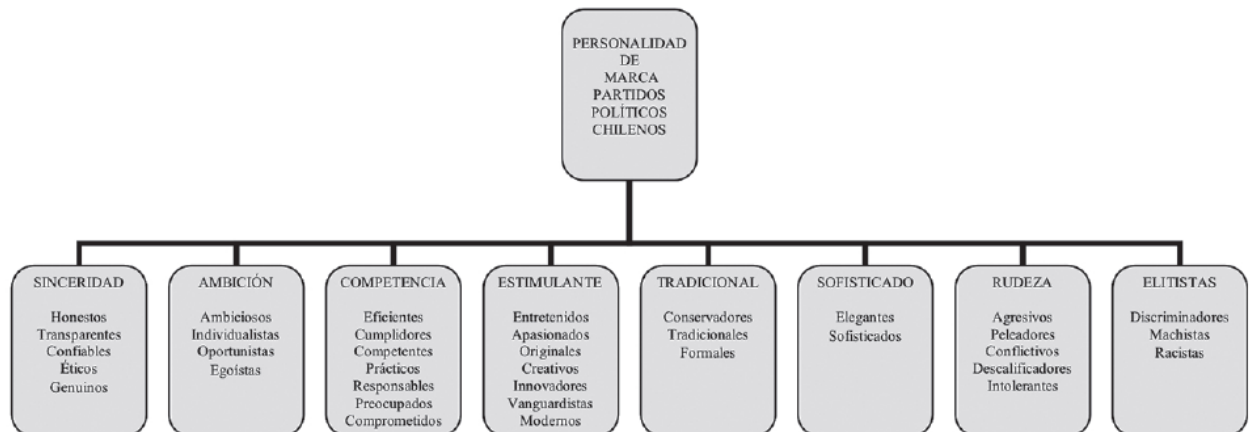 PERSONALIDAD
DE
MARCA
PARTIDOS
POLÍTICOS
CHILENOS
SINCERIDAD
Honestos
Transparentes
Confiables
Éticos
Genuinos
AMBICIÓN
Ambiciosos
Individualistas
Oportunistas
Egoístas
COMPETENCIA
Eficientes
Cumplidores
Competentes
Prácticos
Responsables
Preocupados
Comprometidos
ESTIMULANTE
Entretenidos
Apasionados
Originales
Creativos
Innovadores
Vanguardistas
Modernos
TRADICIONAL
Conservadores
Tradicionales
Formales
SOFISTICADO
Elegantes
Sofisticados
RUDEZA
Agresivos
Peleadores
Conflictivos
Descalificadores
Intolerantes
ELITISTAS
Discriminadores
Machistas
Racistas